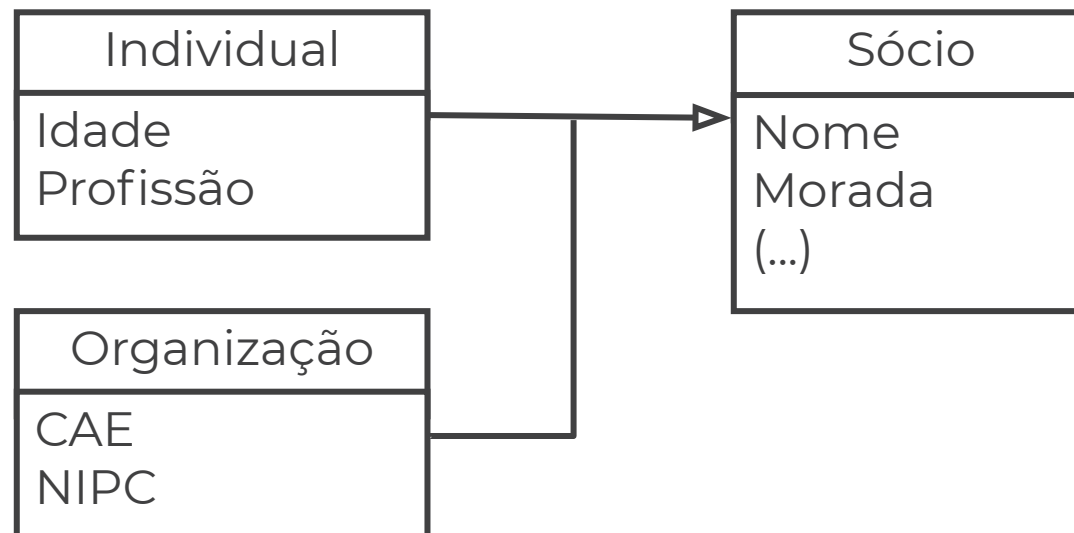 Individual
Idade
Profissão
Organização
CAE
NIPC
Sócio
Nome
Morada
(...)